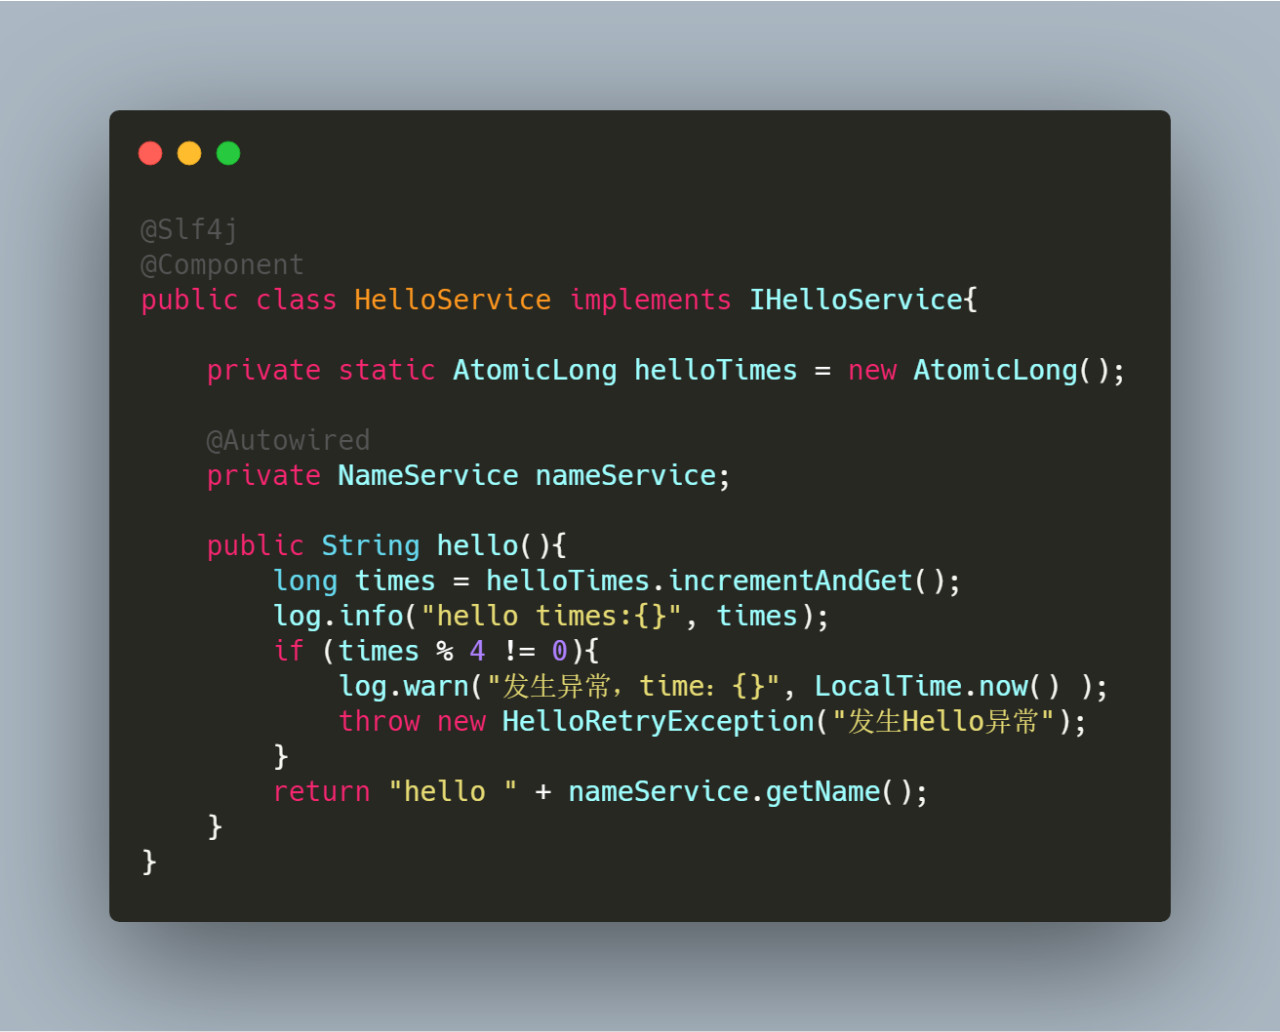 @Slf4j
@Component
public class HelloService implements IHelloService{
    private static AtomicLong helloTimes = new AtomicLong();
    @Autowired
    private NameService nameService;
    public String hello(){
        long times = helloTimes.incrementAndGet();
        log.info("hello times:{}", times);
        if (times % 4 != 0){
            log.warn("发生异常，time：{}", LocalTime.now() );
            throw new HelloRetryException("发生Hello异常");
        }
        return "hello " + nameService.getName();
    }
}